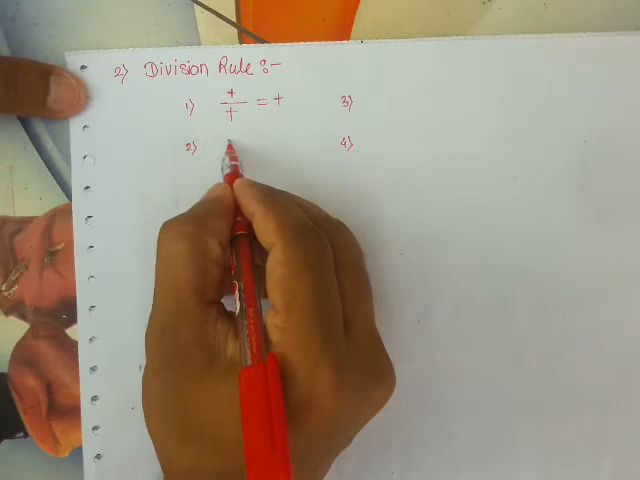 2) Division Rule :-
1) +/+ = + 3)
2) 4)